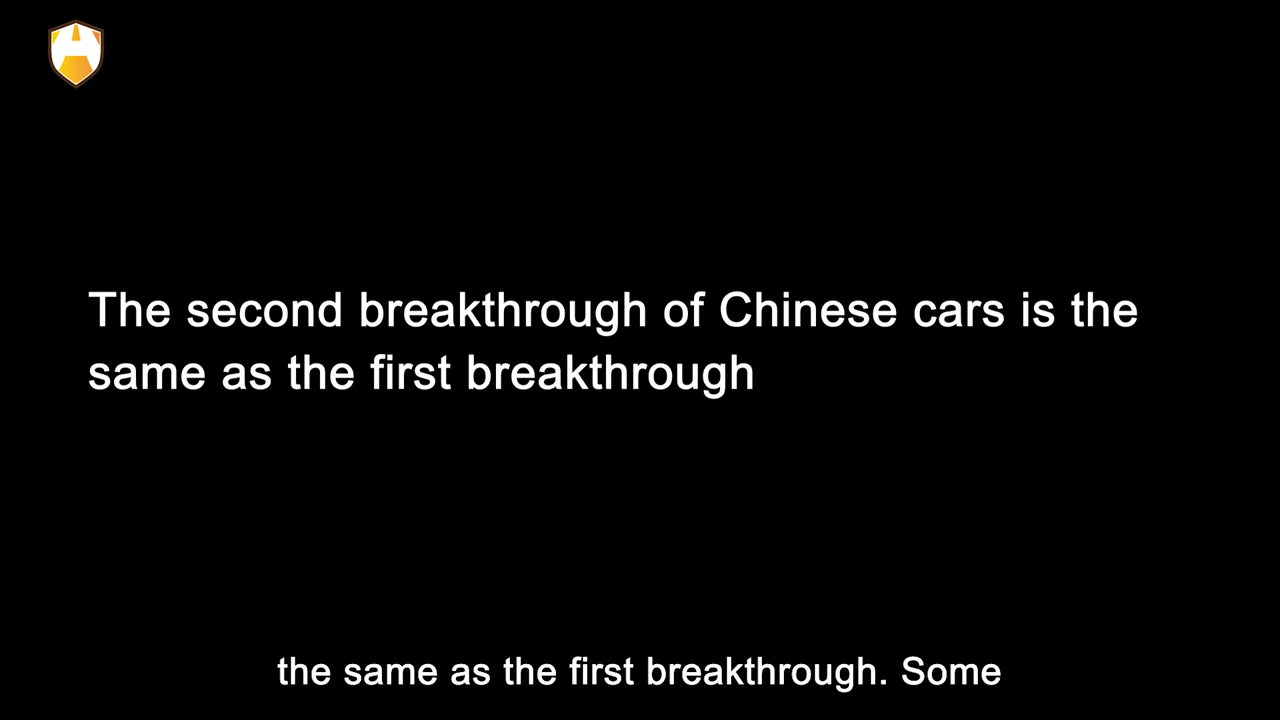 The second breakthrough of Chinese cars is the
same as the first breakthrough
the same as the first breakthrough. Some